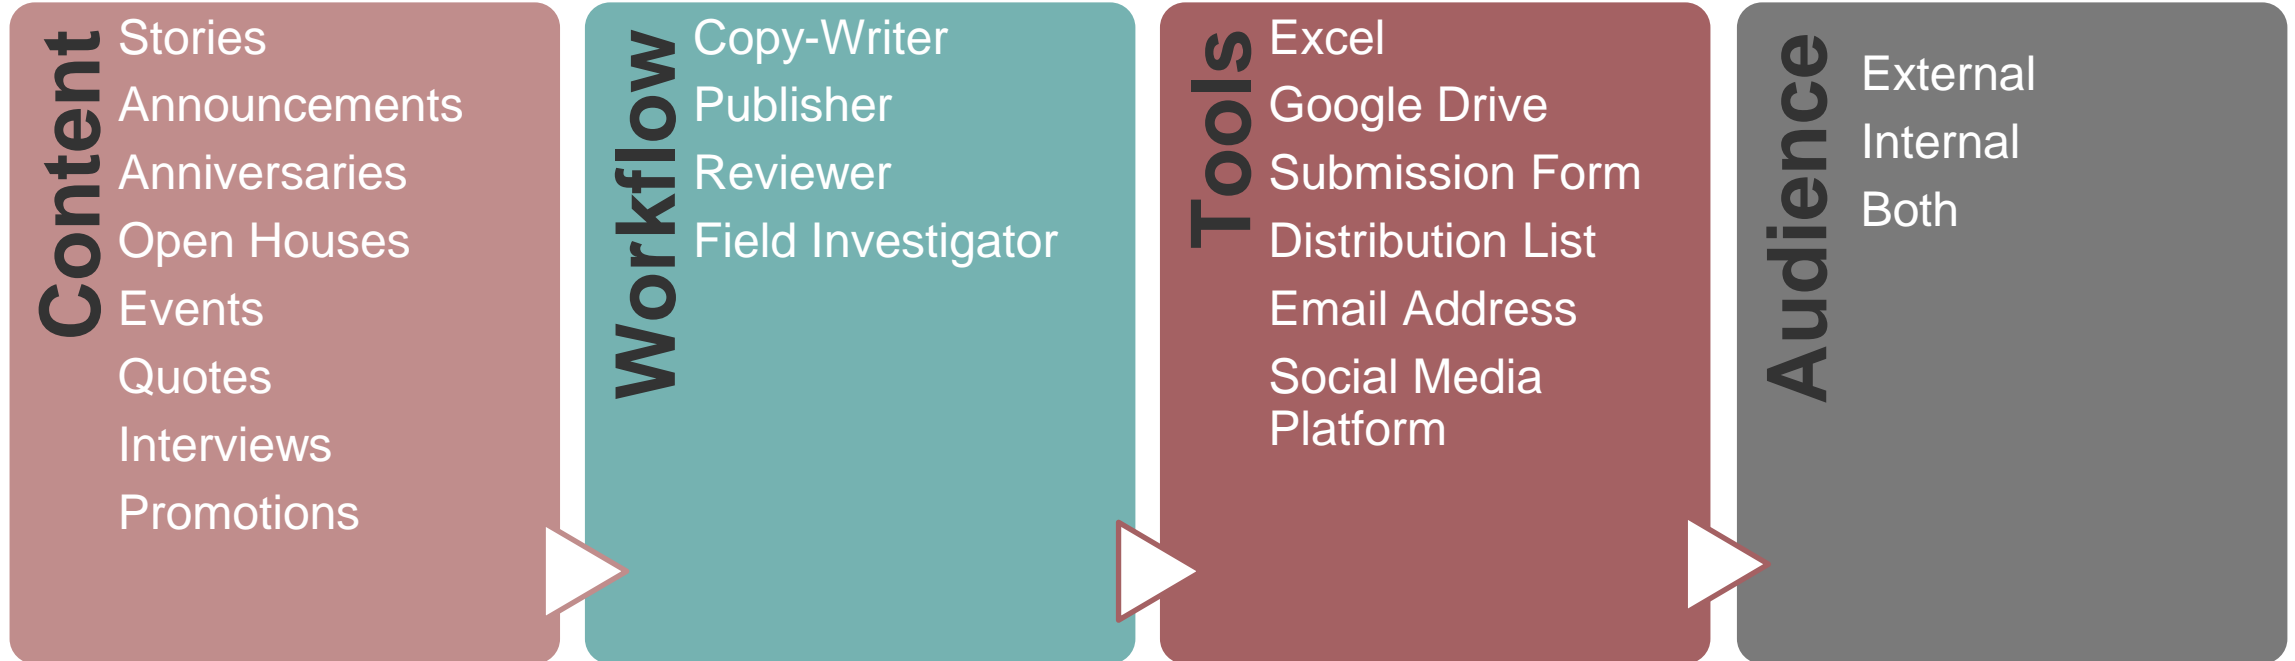 Content
Stories
Announcements
Anniversaries
Open Houses
Events
Quotes
Interviews
Promotions
Workflow
Copy-Writer
Publisher
Reviewer
Field Investigator
Tools
Excel
Google Drive
Submission Form
Distribution List
Email Address
Social Media
Platform
Audience
External
Internal
Both